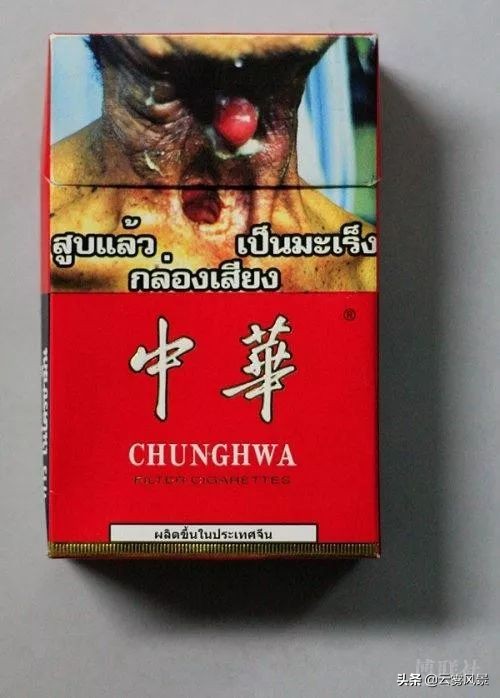 สูบแล้ว เป็นมะเร็ง
กล่องเสียง
中華
®
CHUNGHWA
FILTER CIGARETTES
ผลิตขึ้นในประเทศจีน
头条 @云雾风景